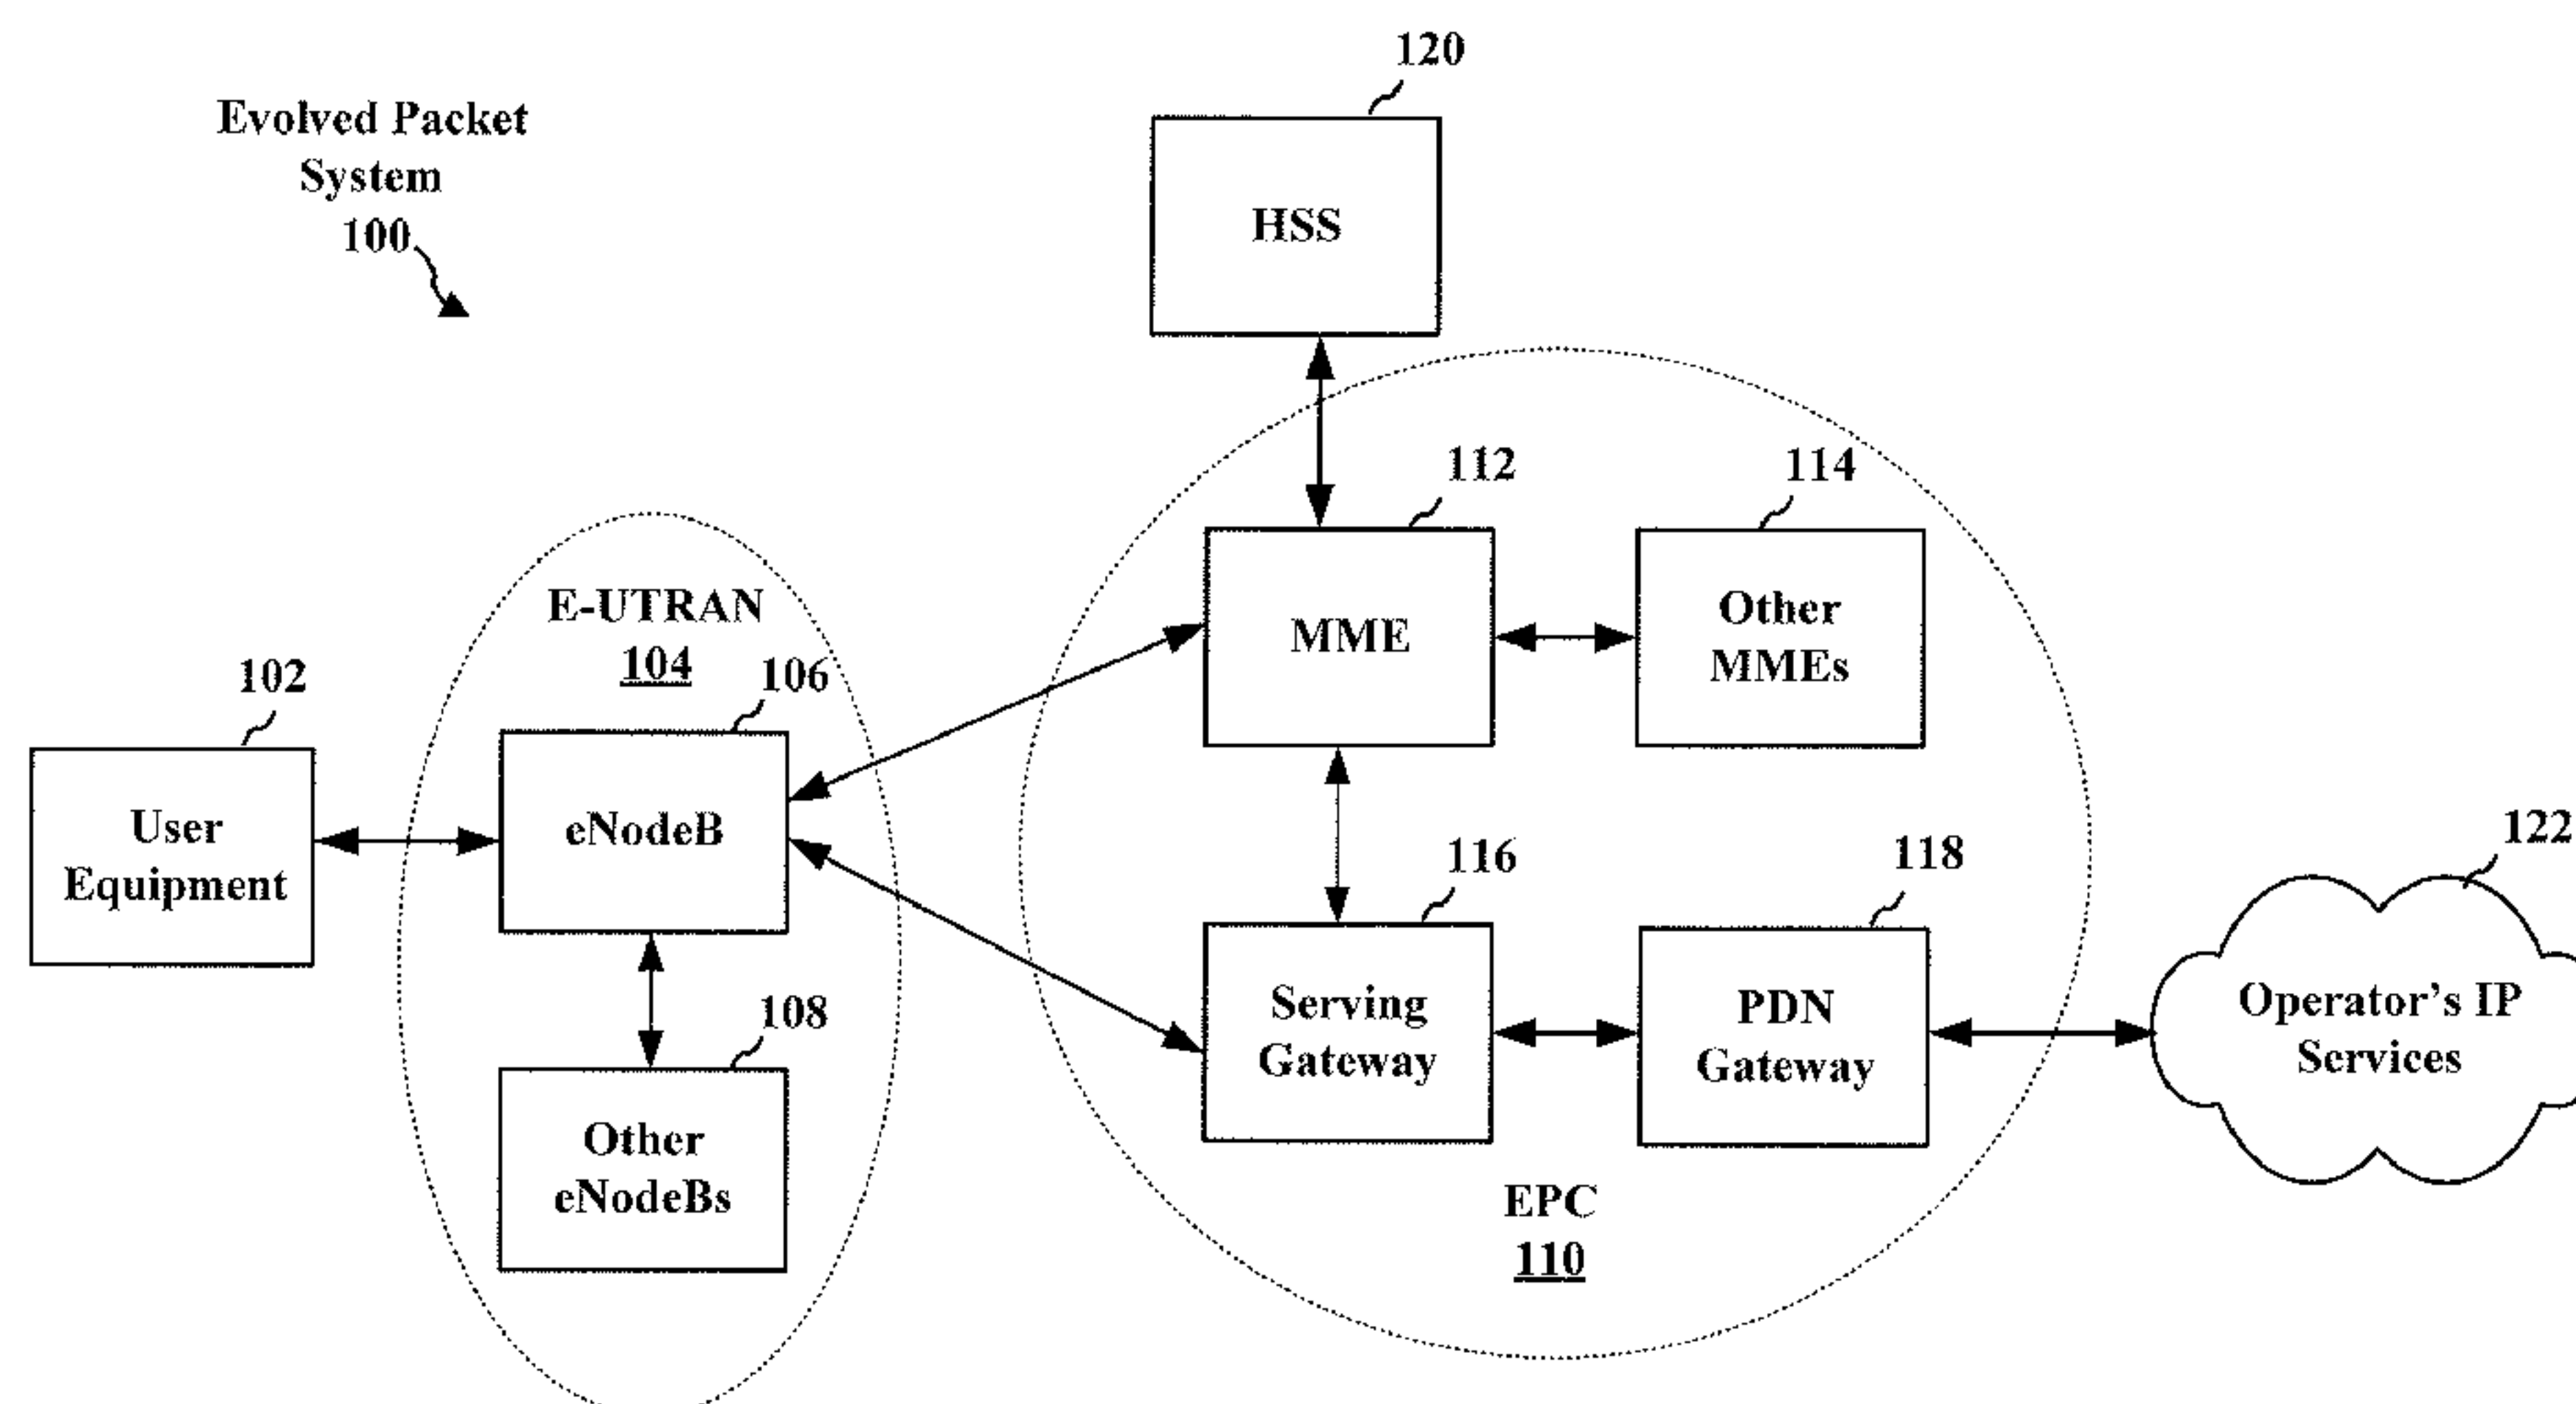 120
Evolved Packet
System
100
HSS
112
114
E-UTRAN
104
106
MME
Other
MMEs
102
User
Equipment
eNodeB
116
118
122
108
Serving
Gateway
PDN
Gateway
Operator's IP
Services
Other
eNodeBs
EPC
110